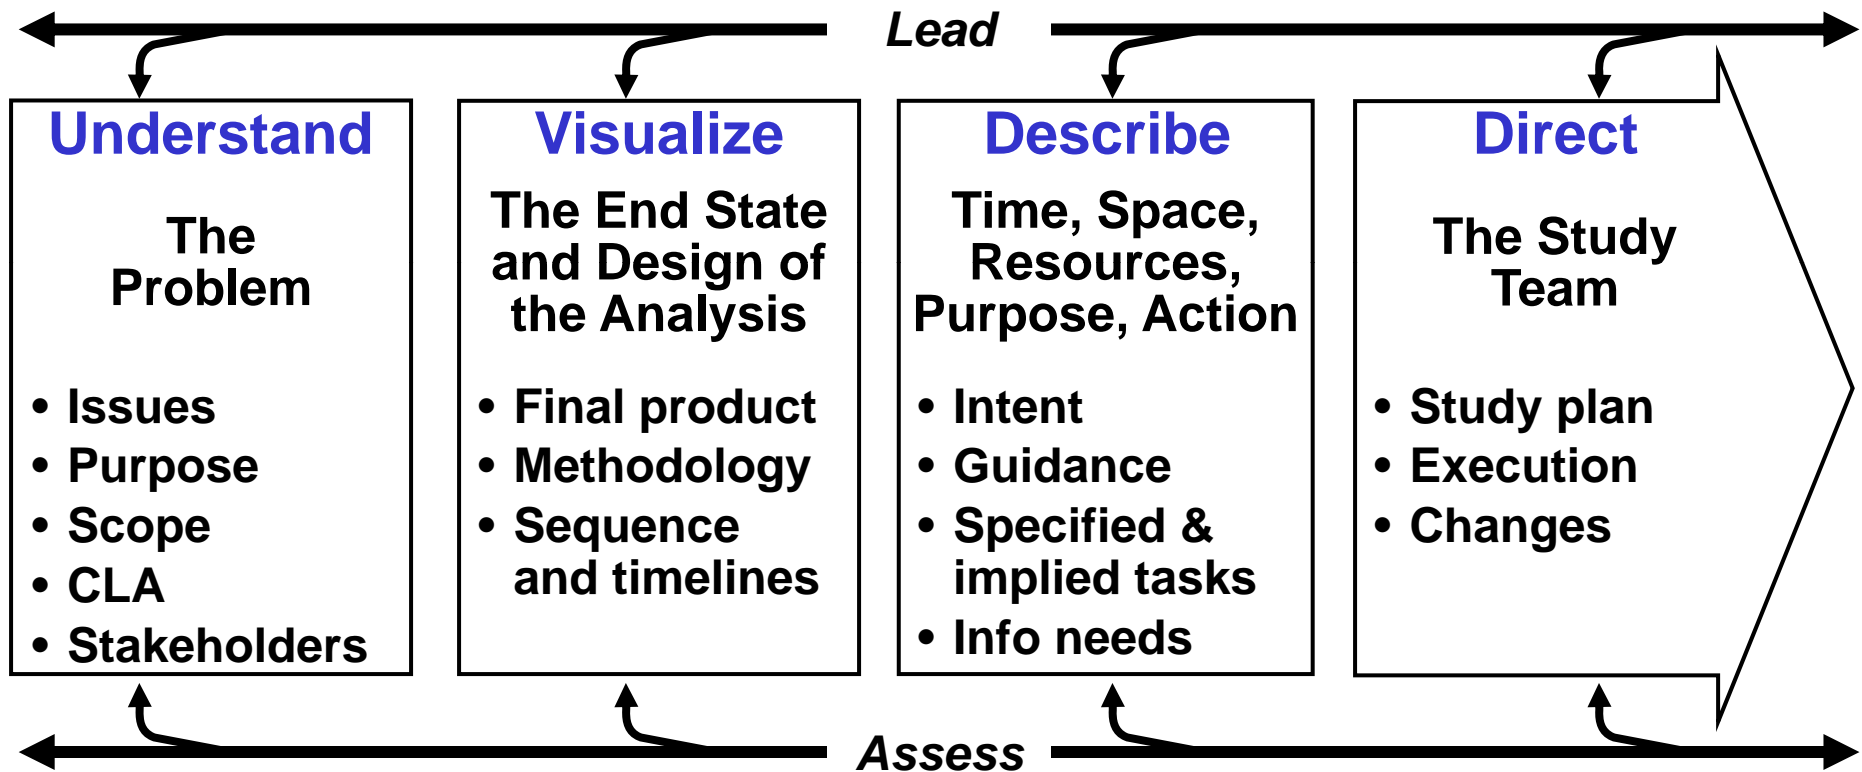 Lead
Understand
The
Problem
• Issues
• Purpose
• Scope
• CLA
• Stakeholders
Visualize
The End State
and Design of
the Analysis
• Final product
• Methodology
• Sequence
and timelines
Describe
Time, Space,
Resources,
Purpose, Action
• Intent
• Guidance
• Specified &
implied tasks
• Info needs
Direct
The Study
Team
• Study plan
• Execution
• Changes
Assess